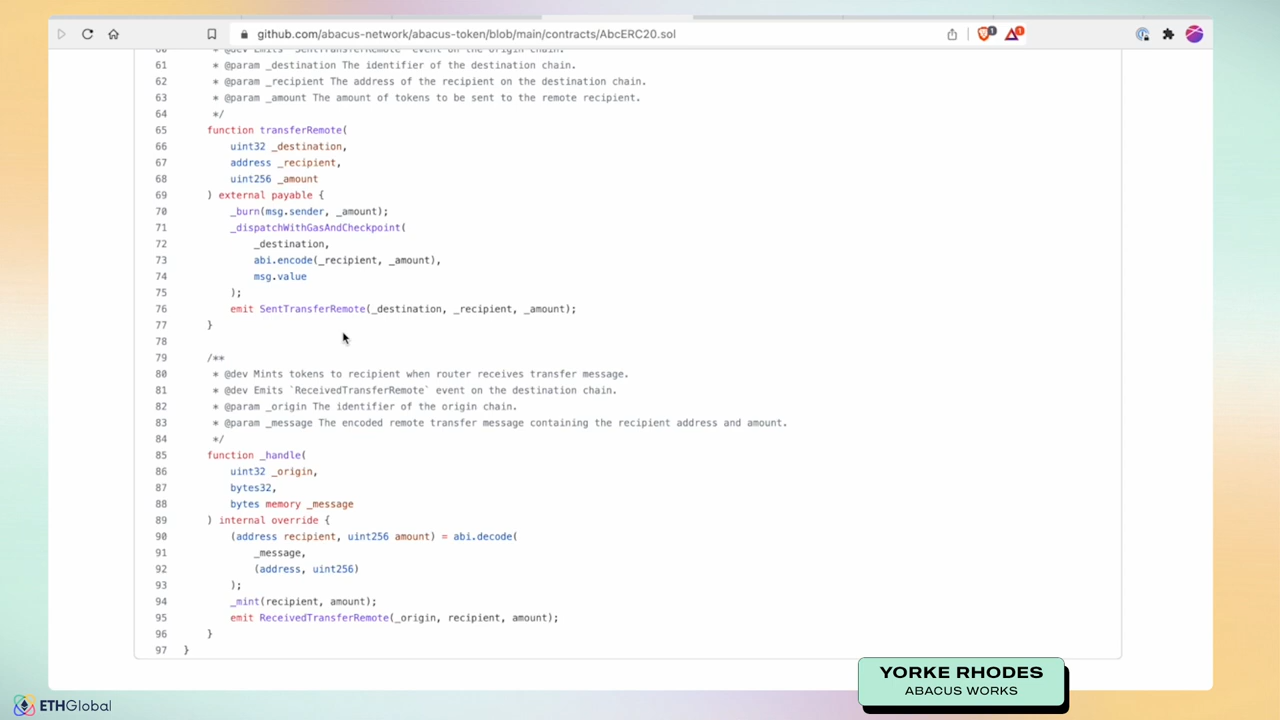 github.com/abacus-network/abacus-token/blob/main/contracts/AbcERC20.sol
60 * @dev Emits `SentTransferRemote` event on the origin chain.
61 * @param _destination The identifier of the destination chain.
62 * @param _recipient The address of the recipient on the destination chain.
63 * @param _amount The amount of tokens to be sent to the remote recipient.
64 */
65 function transferRemote(
66 uint32 _destination,
67 address _recipient,
68 uint256 _amount
69 ) external payable {
70 _burn(msg.sender, _amount);
71 _dispatchWithGasAndCheckpoint(
72 _destination,
73 abi.encode(_recipient, _amount),
74 msg.value
75 );
76 emit SentTransferRemote(_destination, _recipient, _amount);
77 }
78
79 /**
80 * @dev Mints tokens to recipient when router receives transfer message.
81 * @dev Emits `ReceivedTransferRemote` event on the destination chain.
82 * @param _origin The identifier of the origin chain.
83 * @param _message The encoded remote transfer message containing the recipient address and amount.
84 */
85 function _handle(
86 uint32 _origin,
87 bytes32,
88 bytes memory _message
89 ) internal override {
90 (address recipient, uint256 amount) = abi.decode(
91 _message,
92 (address, uint256)
93 );
94 _mint(recipient, amount);
95 emit ReceivedTransferRemote(_origin, recipient, amount);
96 }
97 }
YORKE RHODES
ABACUS WORKS
ETHGlobal